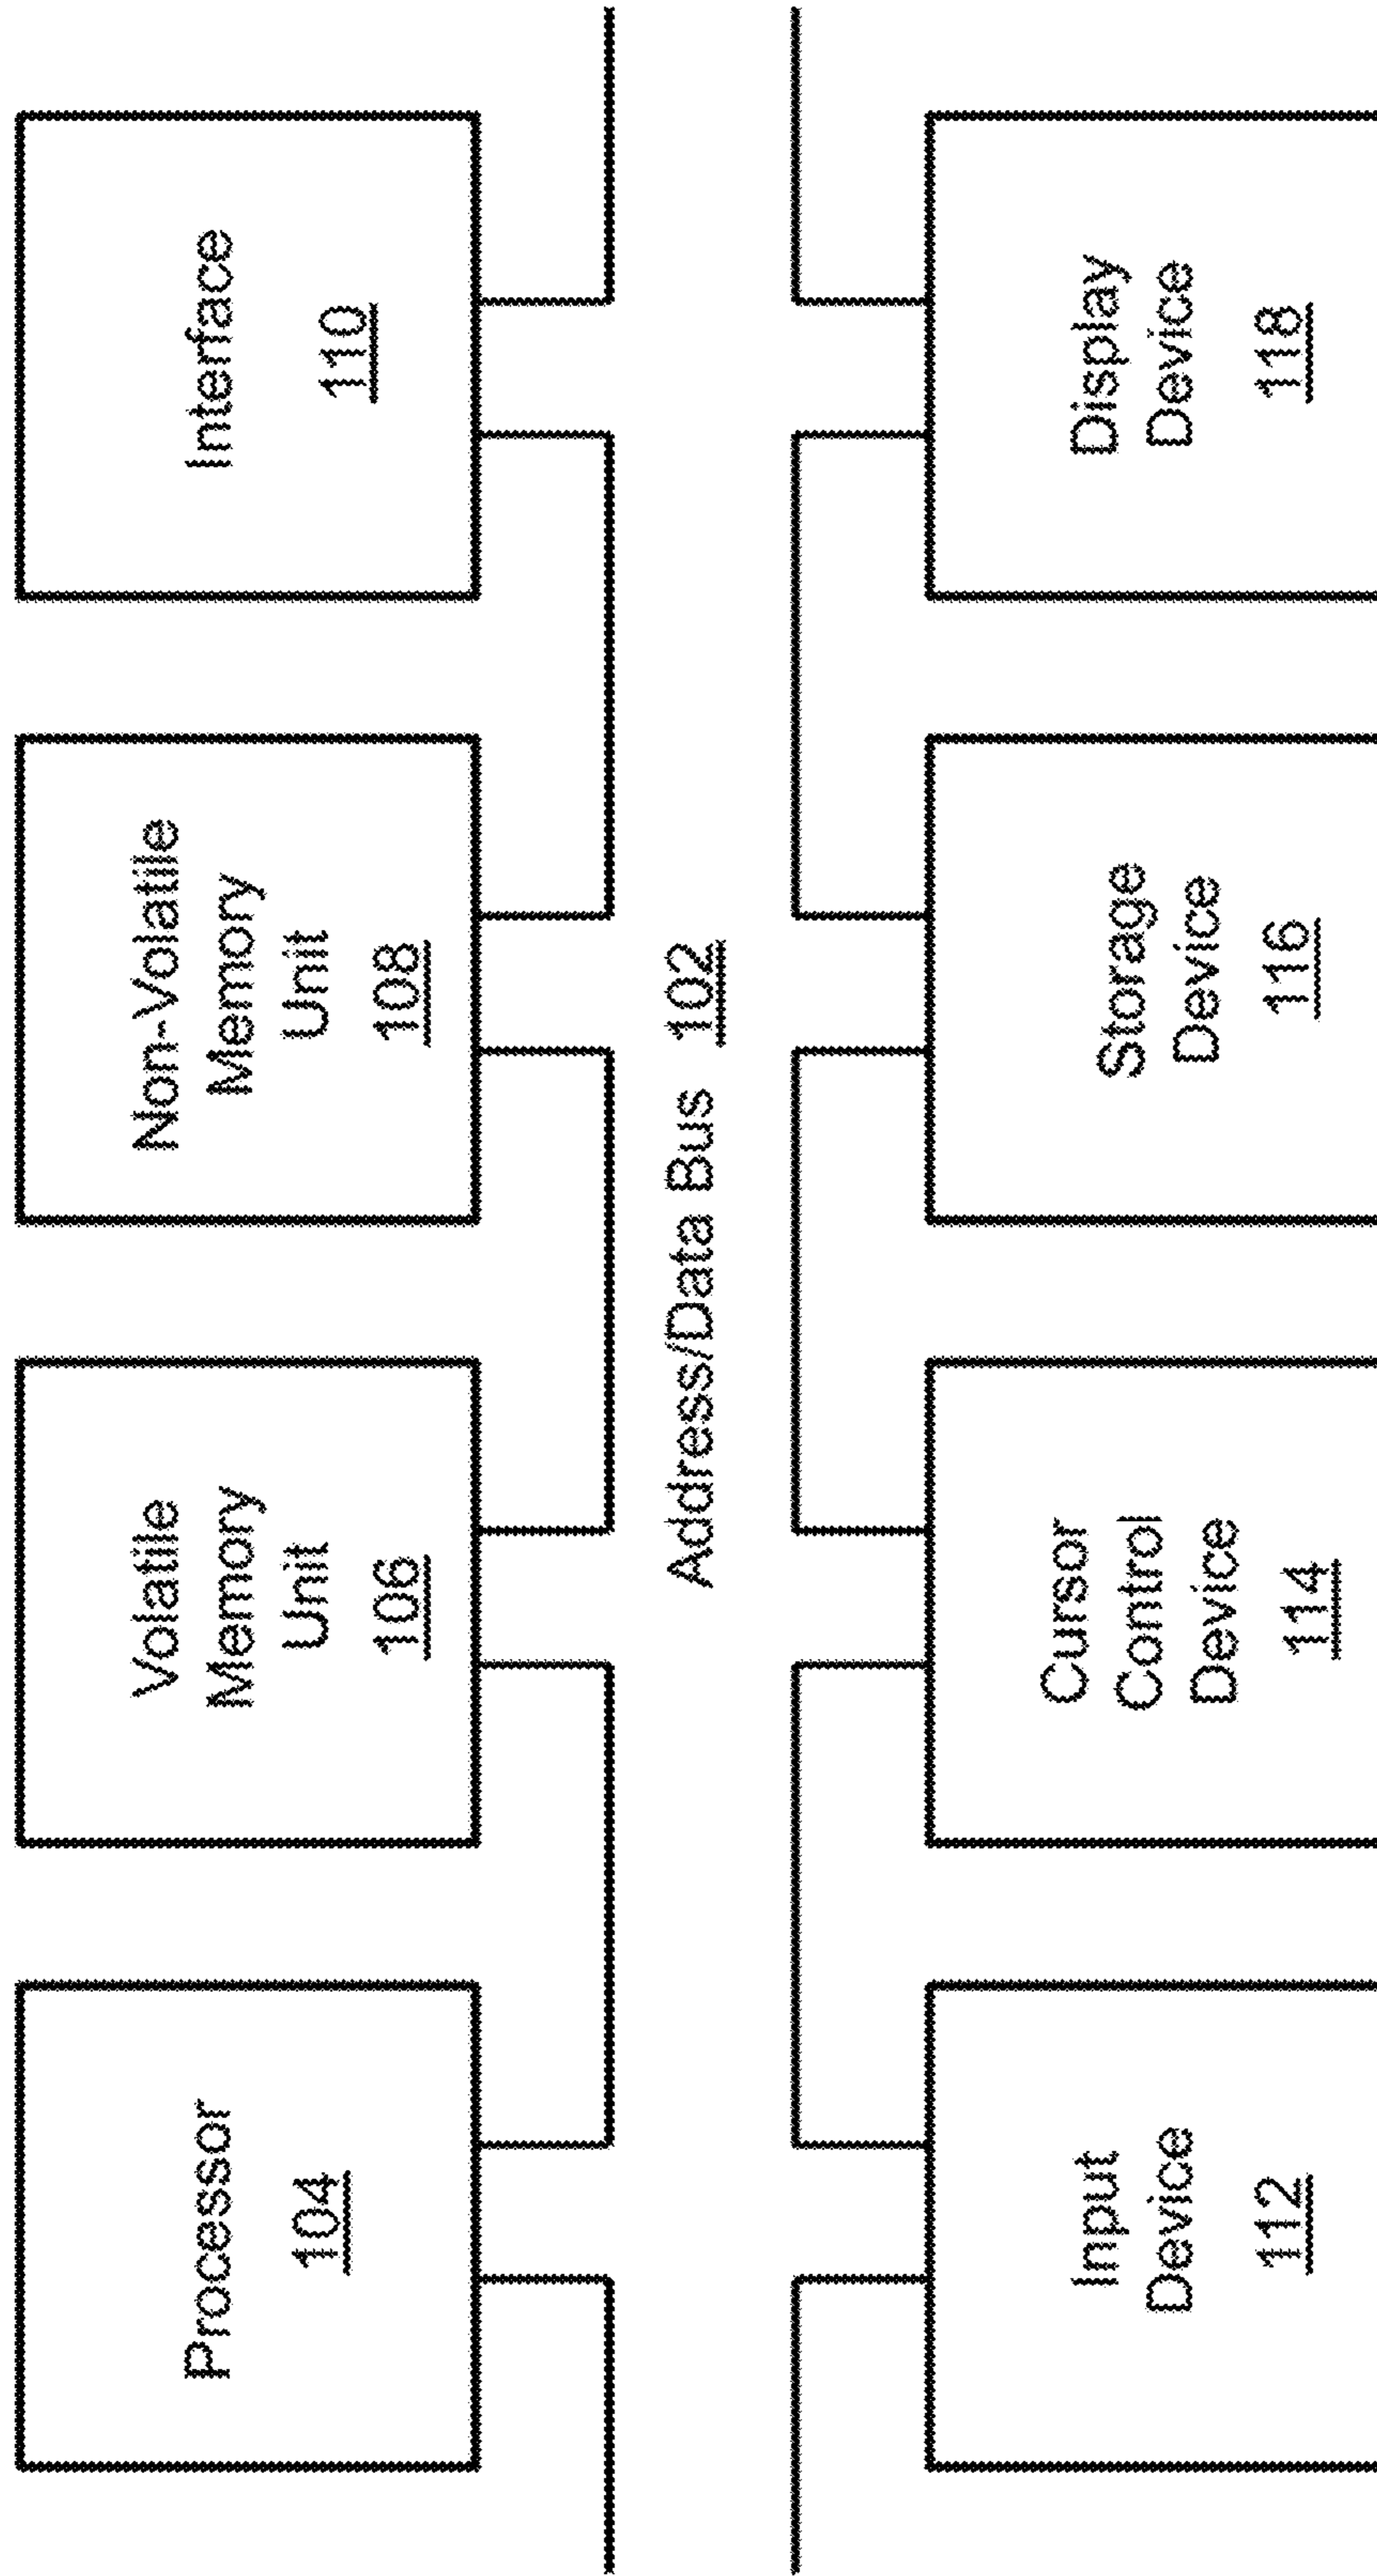 Processor
104
Volatile
Memory
Unit
106
Non-Volatile
Memory
Unit
108
Interface
110
Address/Data Bus 102
Input
Device
112
Cursor
Control
Device
114
Storage
Device
116
Display
Device
118